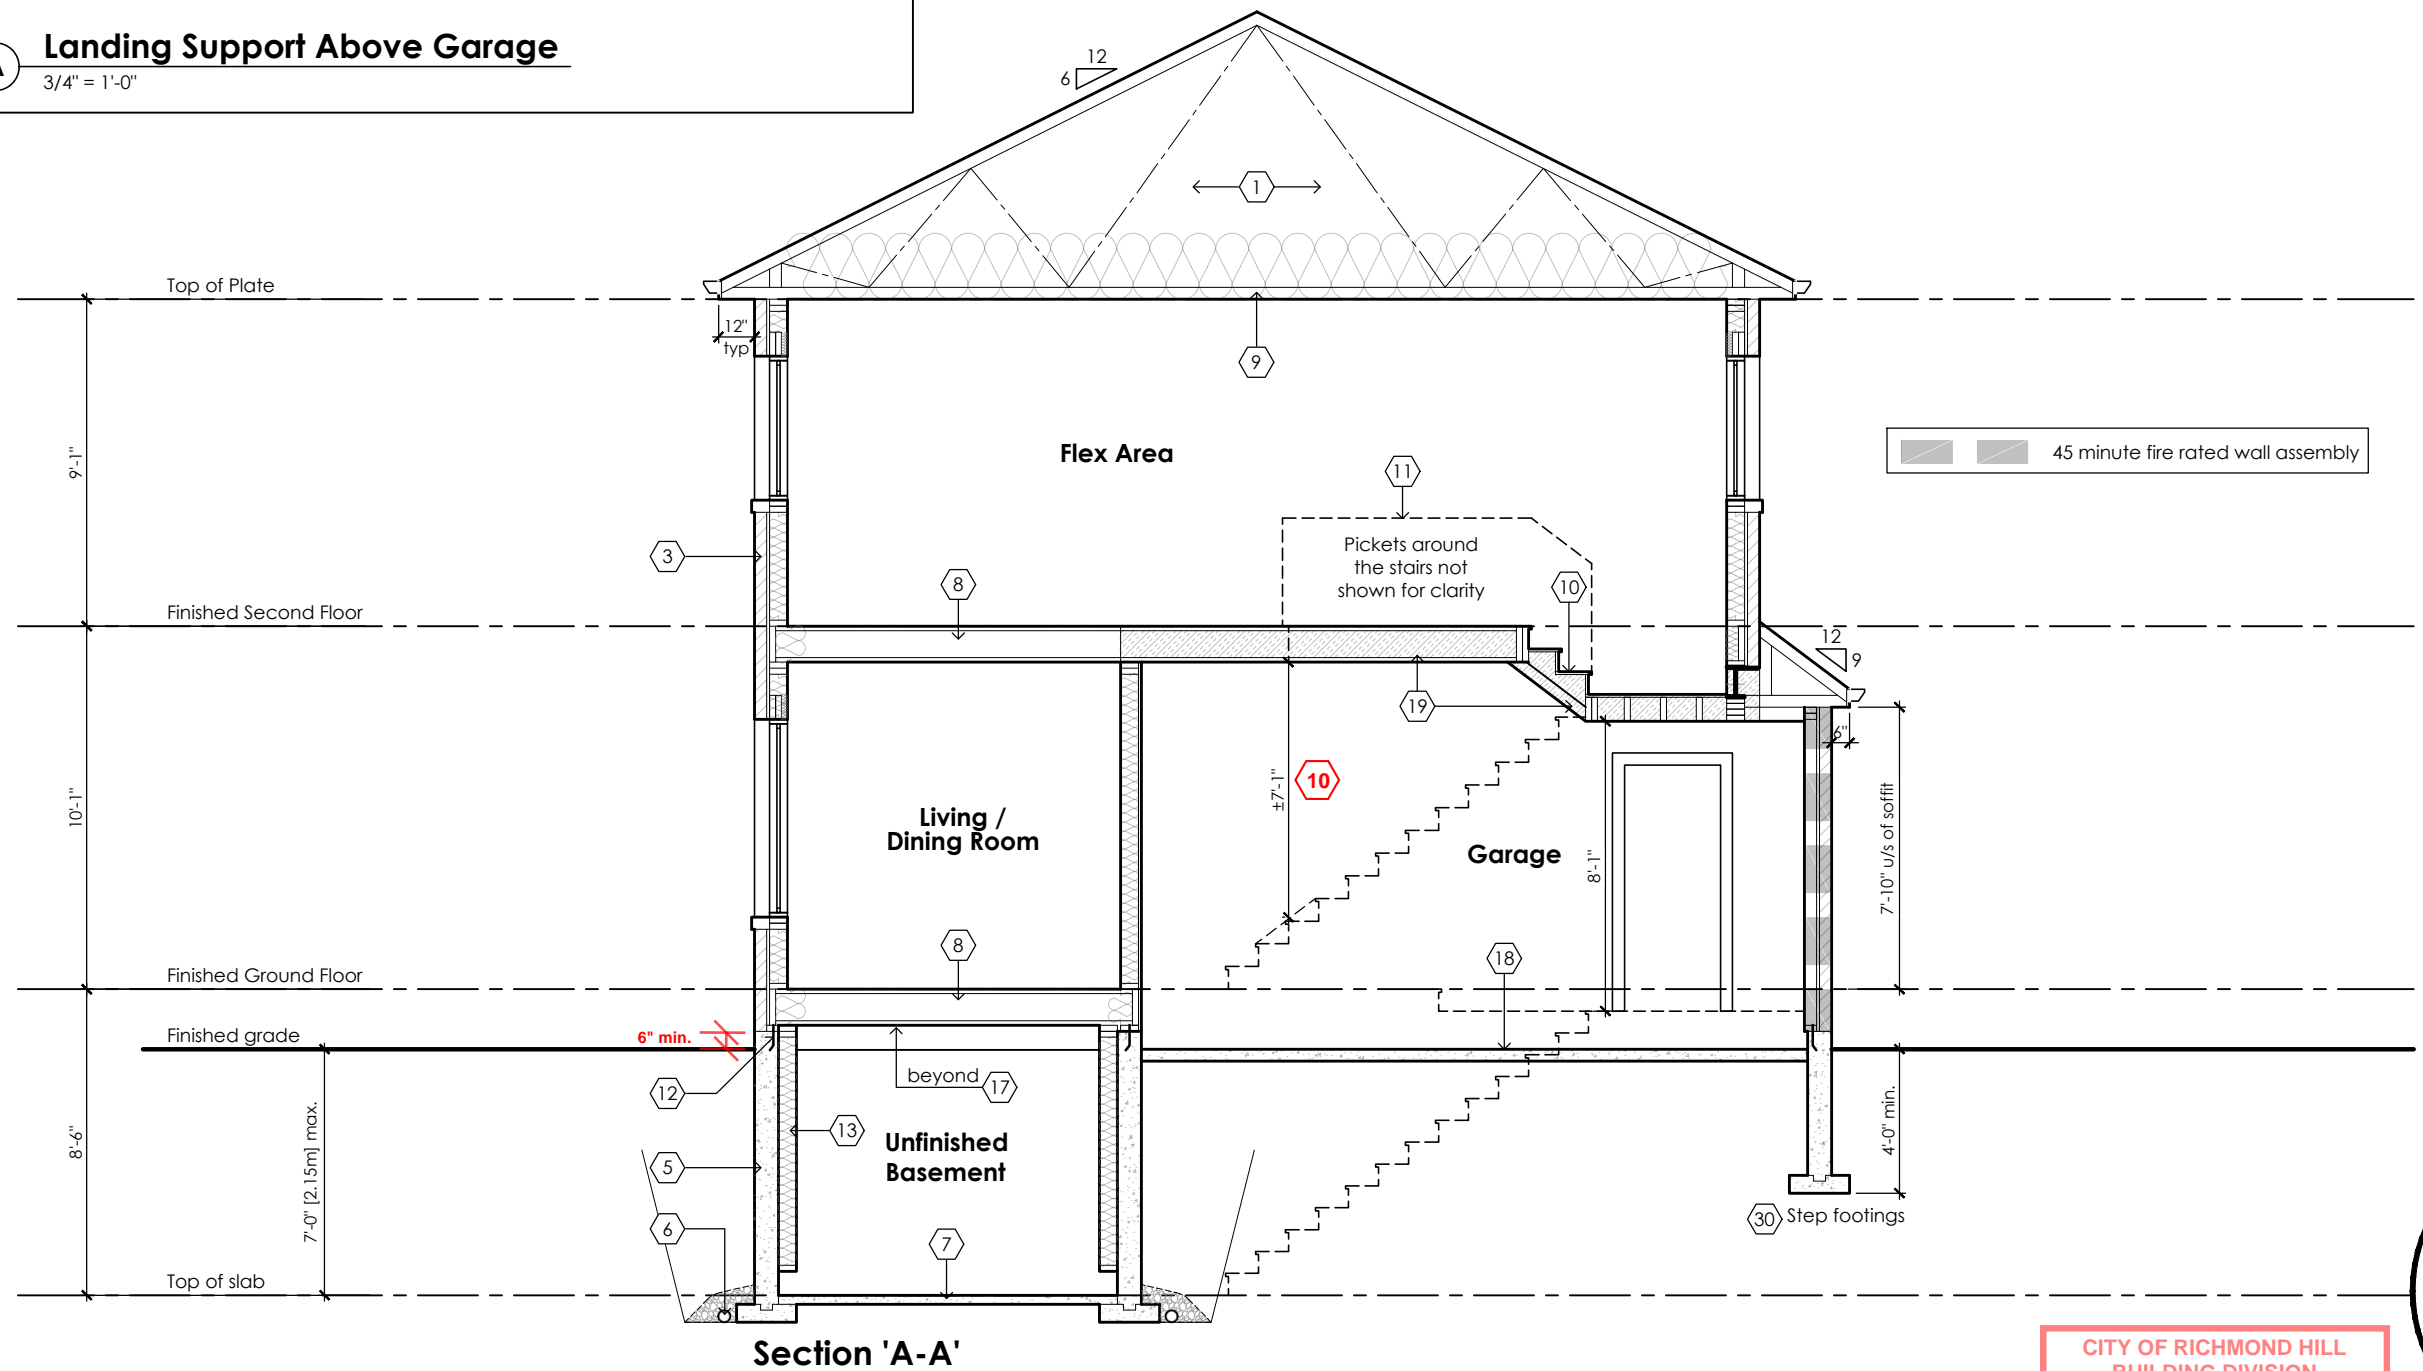 Landing Support Above Garage
3/4" = 1'-0"
12
6
1
Top of Plate
12"
typ
9
9'-1"
Flex Area
11
45 minute fire rated wall assembly
Pickets around
the stairs not
shown for clarity
3
8
10
Finished Second Floor
12
9
19
6"
10'-1"
±7'-1"
10
Living /
Dining Room
Garage
8'-1"
7'-10" u/s of soffit
8
18
Finished Ground Floor
Finished grade
6" min.
beyond
17
12
13
Unfinished
Basement
8'-6"
7'-0" [2.15m] max.
5
4'-0" min.
6
7
30
Step footings
Top of slab
Section 'A-A'
CITY OF RICHMOND HILL
BUILDING DIVISION